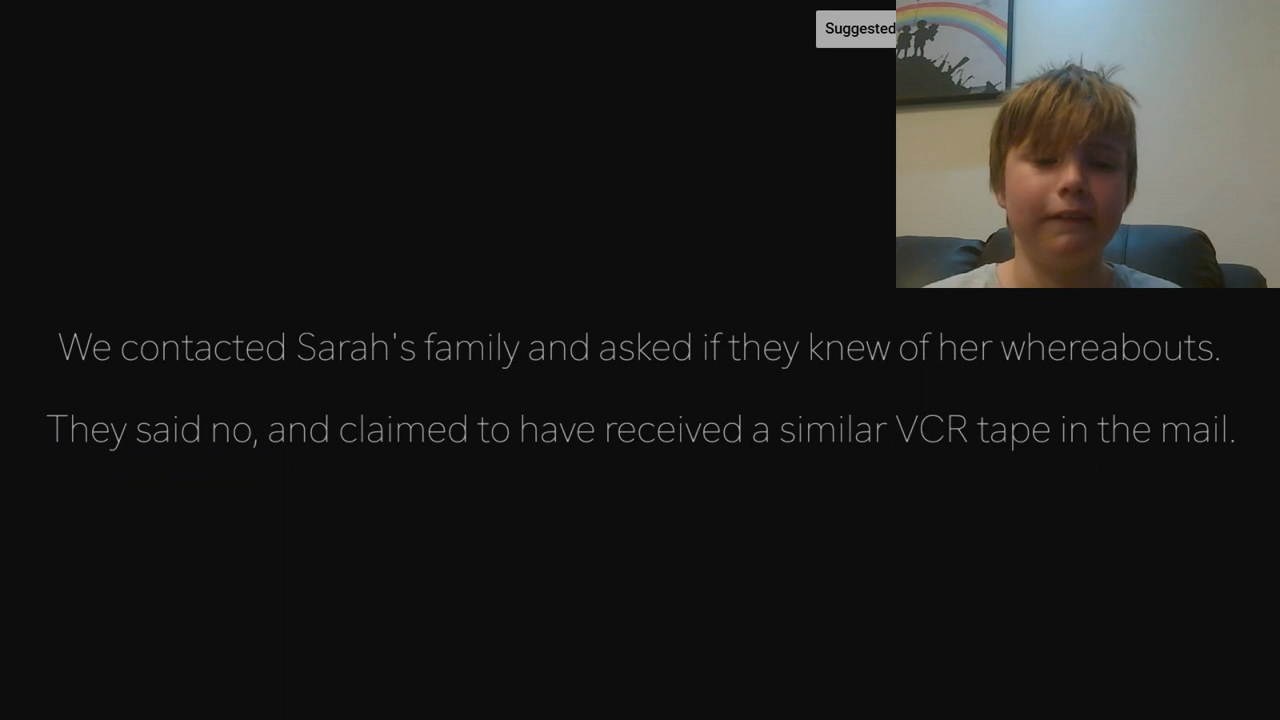 Suggested
We contacted Sarah's family and asked if they knew of her whereabouts.
They said no, and claimed to have received a similar VCR tape in the mail.